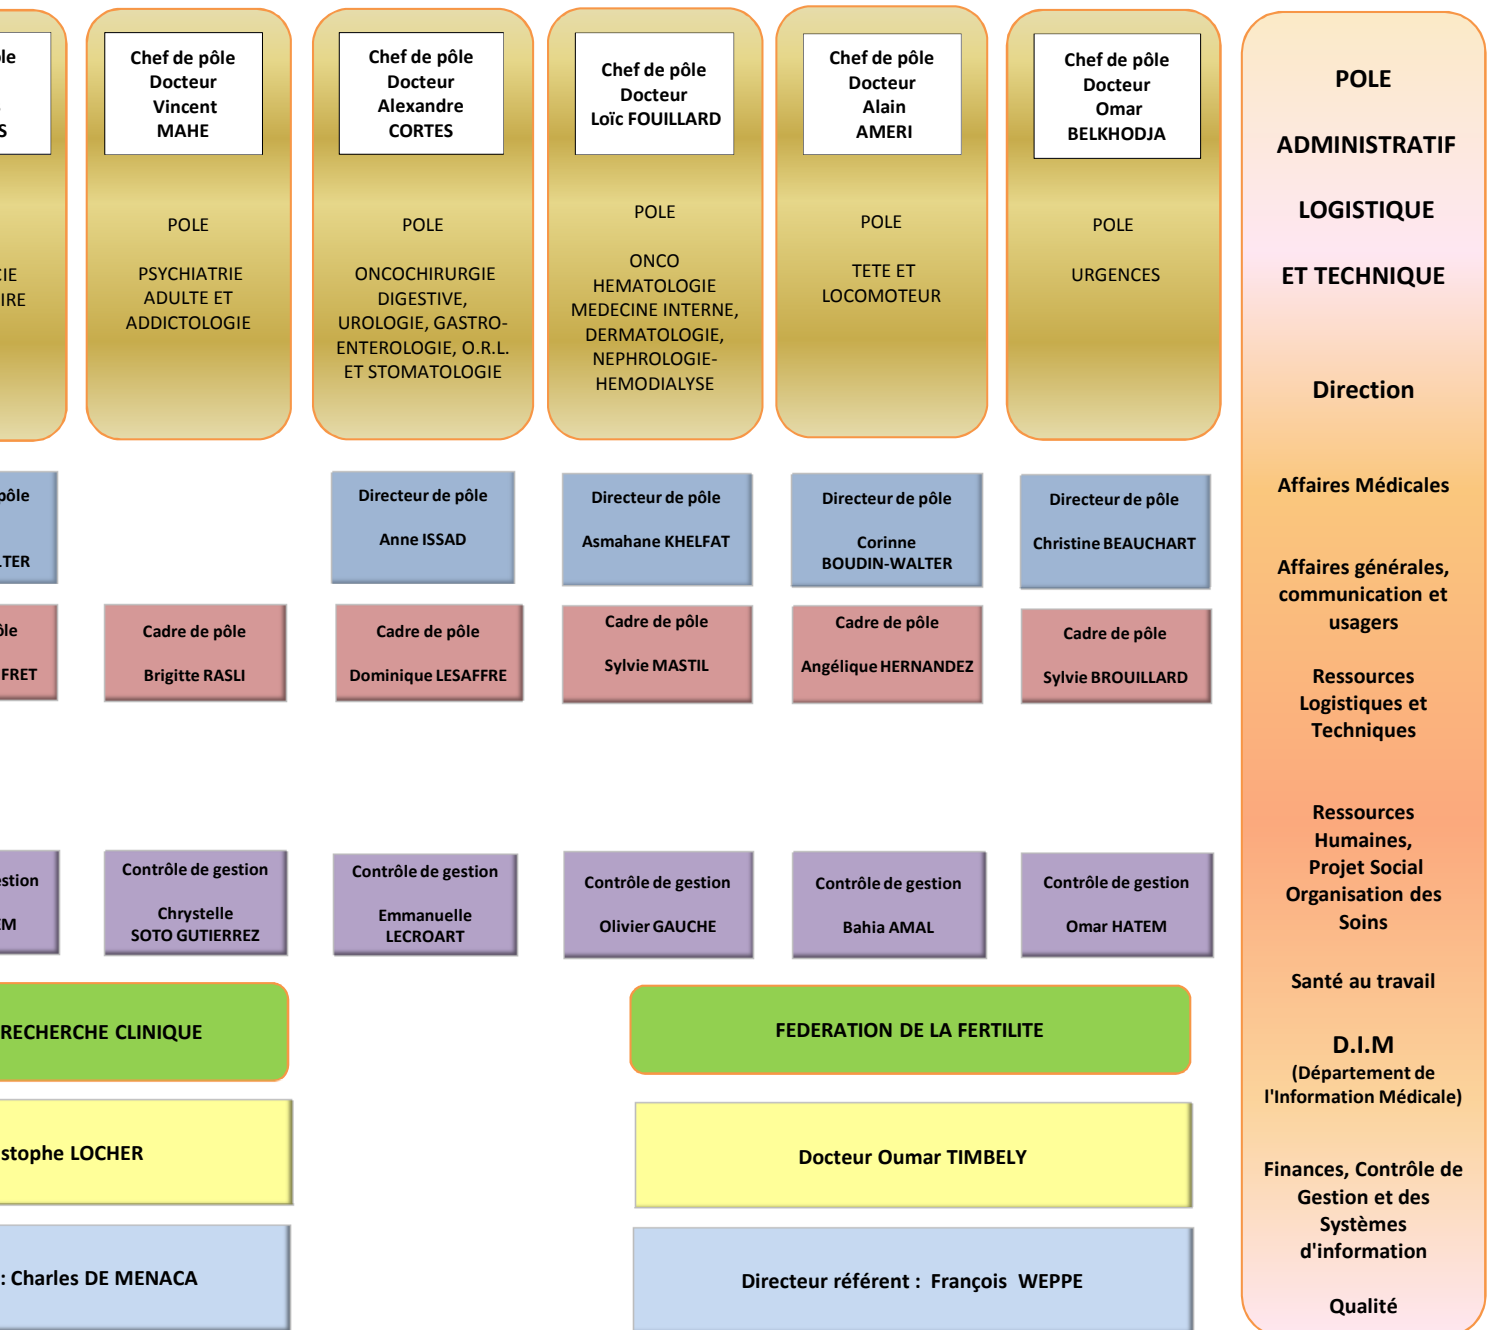 Chef de pôle
Docteur
Vincent
MAHE
POLE
PSYCHIATRIE
ADULTE ET
ADDICTOLOGIE
Chef de pôle
Docteur
Alexandre
CORTES
POLE
ONCOCHIRURGIE
DIGESTIVE,
UROLOGIE, GASTRO-
ENTEROLOGIE, O.R.L.
ET STOMATOLOGIE
Chef de pôle
Docteur
Loïc FOUILLARD
POLE
ONCO
HEMATOLOGIE
MEDECINE INTERNE,
DERMATOLOGIE,
NEPHROLOGIE-
HEMODIALYSE
Chef de pôle
Docteur
Alain
AMERI
POLE
TETE ET
LOCOMOTEUR
Chef de pôle
Docteur
Omar
BELKHODJA
POLE
URGENCES
pôle
LTER
Directeur de pôle
Anne ISSAD
Directeur de pôle
Asmahane KHELFAT
Directeur de pôle
Corinne
BOUDIN-WALTER
Directeur de pôle
Christine BEAUCHART
FRET
Cadre de pôle
Brigitte RASLI
Cadre de pôle
Dominique LESAFFRE
Cadre de pôle
Sylvie MASTIL
Cadre de pôle
Angélique HERNANDEZ
Cadre de pôle
Sylvie BROUILLARD
estion
EM
Contrôle de gestion
Chrystelle
SOTO GUTIERREZ
Contrôle de gestion
Emmanuelle
LECROART
Contrôle de gestion
Olivier GAUCHE
Contrôle de gestion
Bahia AMAL
Contrôle de gestion
Omar HATEM
RECHERCHE CLINIQUE
stophe LOCHER
: Charles DE MENACA
FEDERATION DE LA FERTILITE
Docteur Oumar TIMBELY
Directeur référent : François WEPPE
POLE
ADMINISTRATIF
LOGISTIQUE
ET TECHNIQUE
Direction
Affaires Médicales
Affaires générales,
communication et
usagers
Ressources
Logistiques et
Techniques
Ressources
Humaines,
Projet Social
Organisation des
Soins
Santé au travail
D.I.M
(Département de
l'Information Médicale)
Finances, Contrôle de
Gestion et des
Systèmes
d'information
Qualité